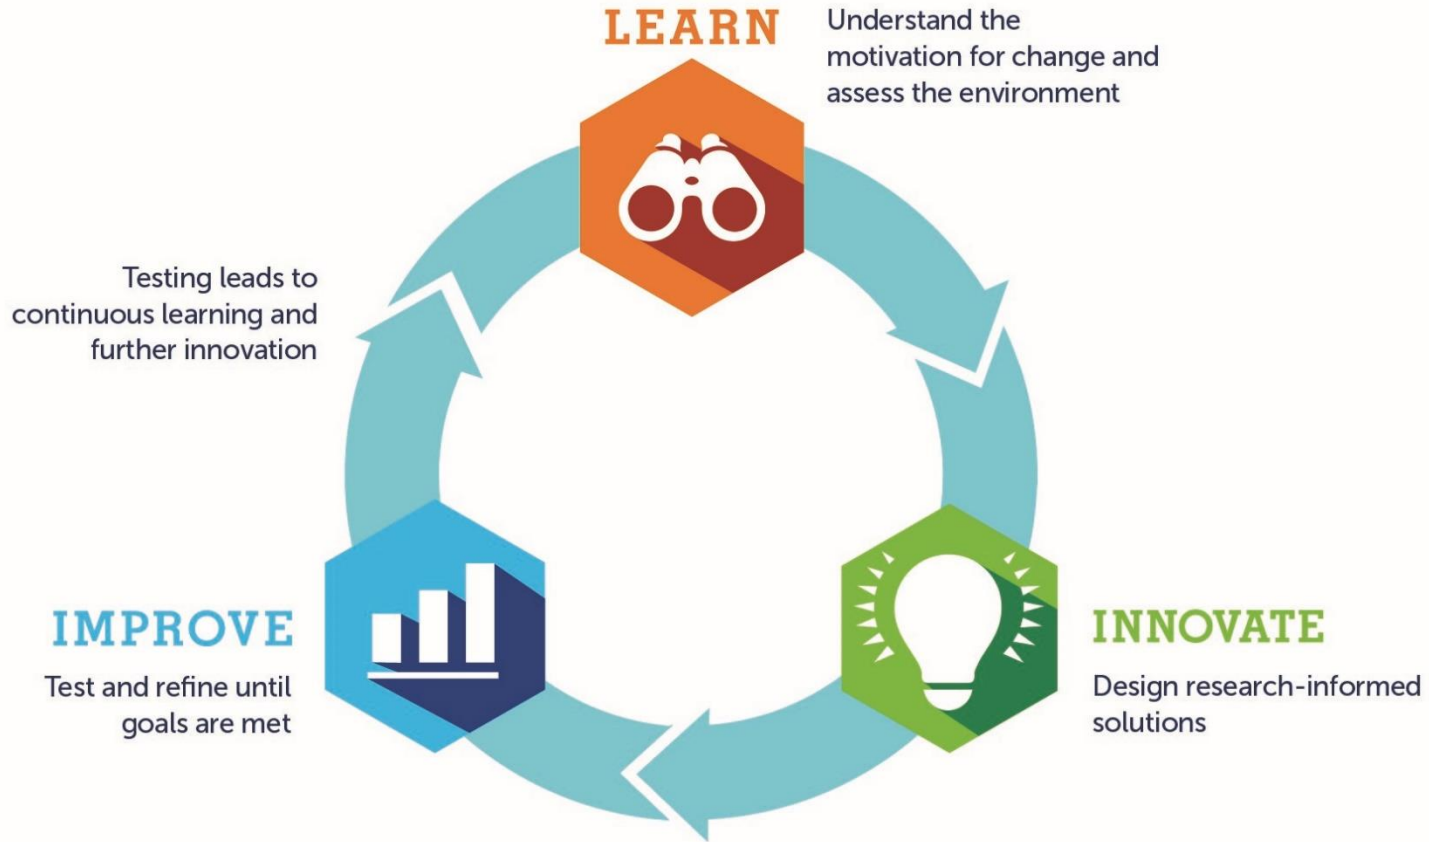 LEARN
Understand the
motivation for change and
assess the environment
Testing leads to
continuous learning and
further innovation
IMPROVE
Test and refine until
goals are met
INNOVATE
Design research-informed
solutions